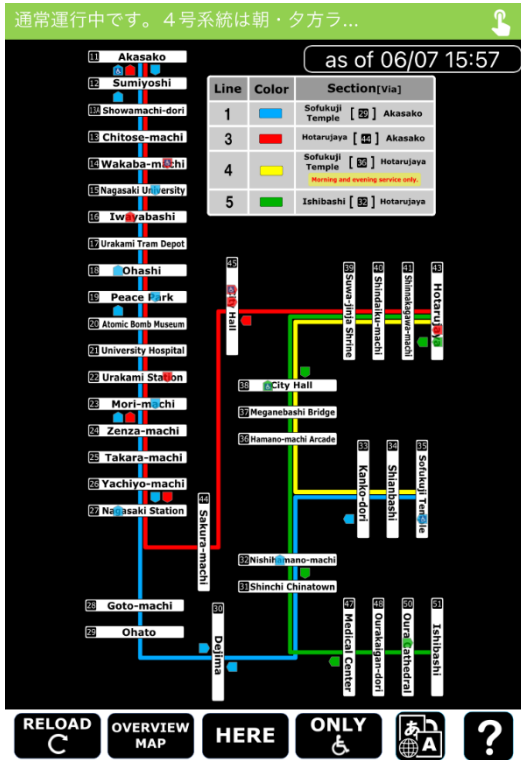 通常運行中です。４号系統は朝・夕方ラ...
as of 06/07 15:57
Line Color Section[Via]
1 Sofukuji Temple [ 29 ] Akasako
3 Hotarujaya [ 44 ] Akasako
4 Sofukuji Temple [ 36 ] Hotarujaya
Morning and evening service only.
5 Ishibashi [ 32 ] Hotarujaya
11 Akasako
12 Sumiyoshi
13A Showamachi-dori
13 Chitose-machi
14 Wakaba-machi
15 Nagasaki University
16 Iwayabashi
17 Urakami Tram Depot
18 Ohashi
19 Peace Park
20 Atomic Bomb Museum
21 University Hospital
22 Urakami Station
23 Mori-machi
24 Zenza-machi
25 Takara-machi
26 Yachiyo-machi
27 Nagasaki Station
28 Goto-machi
29 Ohato
30 Dejima
44 Sakura-machi
45 City Hall
39 Suwa-jinja Shrine
40 Shindaiku-machi
41 Shinnakagawa-machi
43 Hotarujaya
38 City Hall
37 Meganebashi Bridge
36 Hamano-machi Arcade
33 Kanko-dori
34 Shianbashi
35 Sofukuji Temple
32 Nishihamano-machi
31 Shinchi Chinatown
47 Medical Center
48 Ourakaigan-dori
50 Oura Cathedral
51 Ishibashi
RELOAD
OVERVIEW
MAP
HERE
ONLY
あ A
?